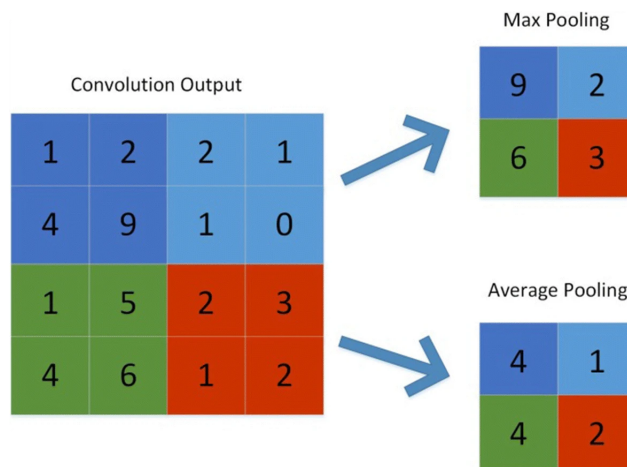 Max Pooling
9 2
6 3
Convolution Output
1 2 2 1
4 9 1 0
1 5 2 3
4 6 1 2
Average Pooling
4 1
4 2